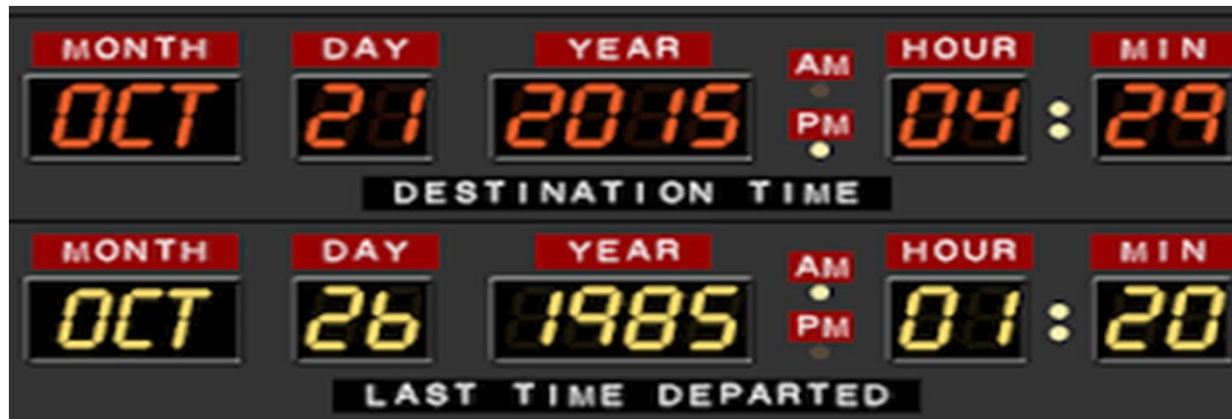 MONTH DAY YEAR AM HOUR MIN
OCT 21 2015 PM 04 : 29
DESTINATION TIME
MONTH DAY YEAR AM HOUR MIN
OCT 26 1985 PM 01 : 20
LAST TIME DEPARTED